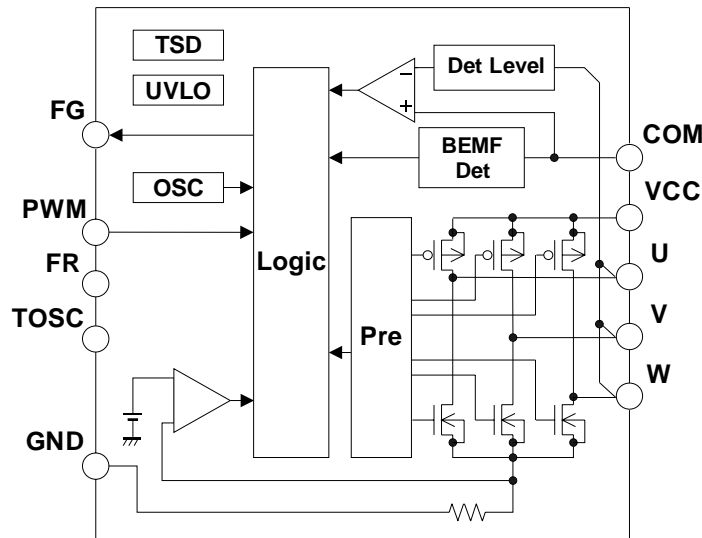 TSD
UVLO
Det Level
−
+
FG
BEMF
Det
COM
OSC
VCC
PWM
Logic
U
FR
TOSC
Pre
V
W
GND